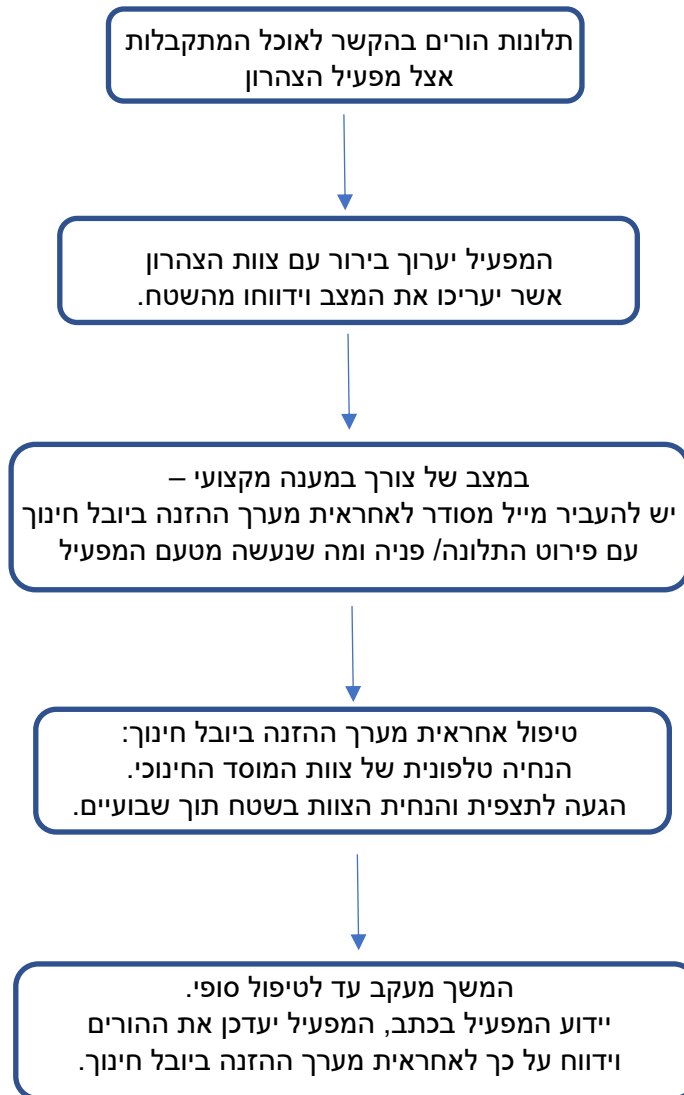 תלונות הורים בהקשר לאוכל המתקבלות
אצל מפעיל הצהרון
המפעיל יערוך בירור עם צוות הצהרון
אשר יעריכו את המצב וידווחו מהשטח.
במצב של צורך במענה מקצועי –
יש להעביר מייל מסודר לאחראית מערך ההזנה ביובל חינוך
עם פירוט התלונה/ פניה ומה שנעשה מטעם המפעיל
טיפול אחראית מערך ההזנה ביובל חינוך:
הנחיה טלפונית של צוות המוסד החינוכי.
הגעה לתצפית והנחית הצוות בשטח תוך שבועיים.
המשך מעקב עד לטיפול סופי.
יידוע המפעיל בכתב, המפעיל יעדכן את ההורים
וידווח על כך לאחראית מערך ההזנה ביובל חינוך.